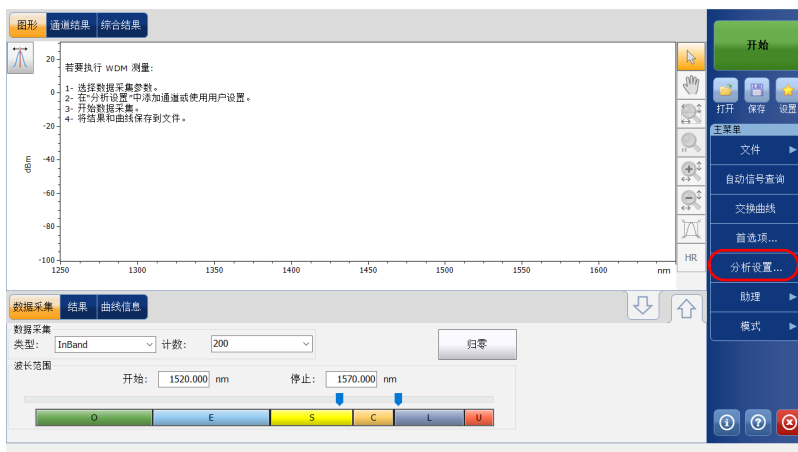 图形 通道结果 综合结果
开始
若要执行 WDM 测量:
1- 选择数据采集参数。
2- 在“分析设置”中添加通道或使用用户设置。
3- 开始数据采集。
4- 将结果和曲线保存到文件。
20
0
-20
-40
-60
-80
-100
dBm
1250 1300 1350 1400 1450 1500 1550 1600 nm
HR
打开 保存 设置
主菜单
文件
自动信号查询
交换曲线
首选项...
分析设置...
助理
模式
数据采集 结果 曲线信息
数据采集
类型: InBand 计数: 200 归零
波长范围
开始: 1520.000 nm 停止: 1570.000 nm
O E S C L U